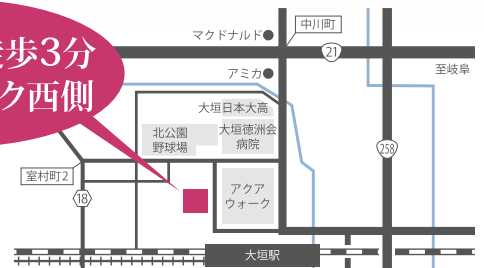 徒歩3分
ク西側
マクドナルド
中川町
21
アミカ
至岐阜
大垣日本大高
大垣徳洲会
病院
北公園
野球場
258
室村町2
18
アクア
ウォーク
大垣駅